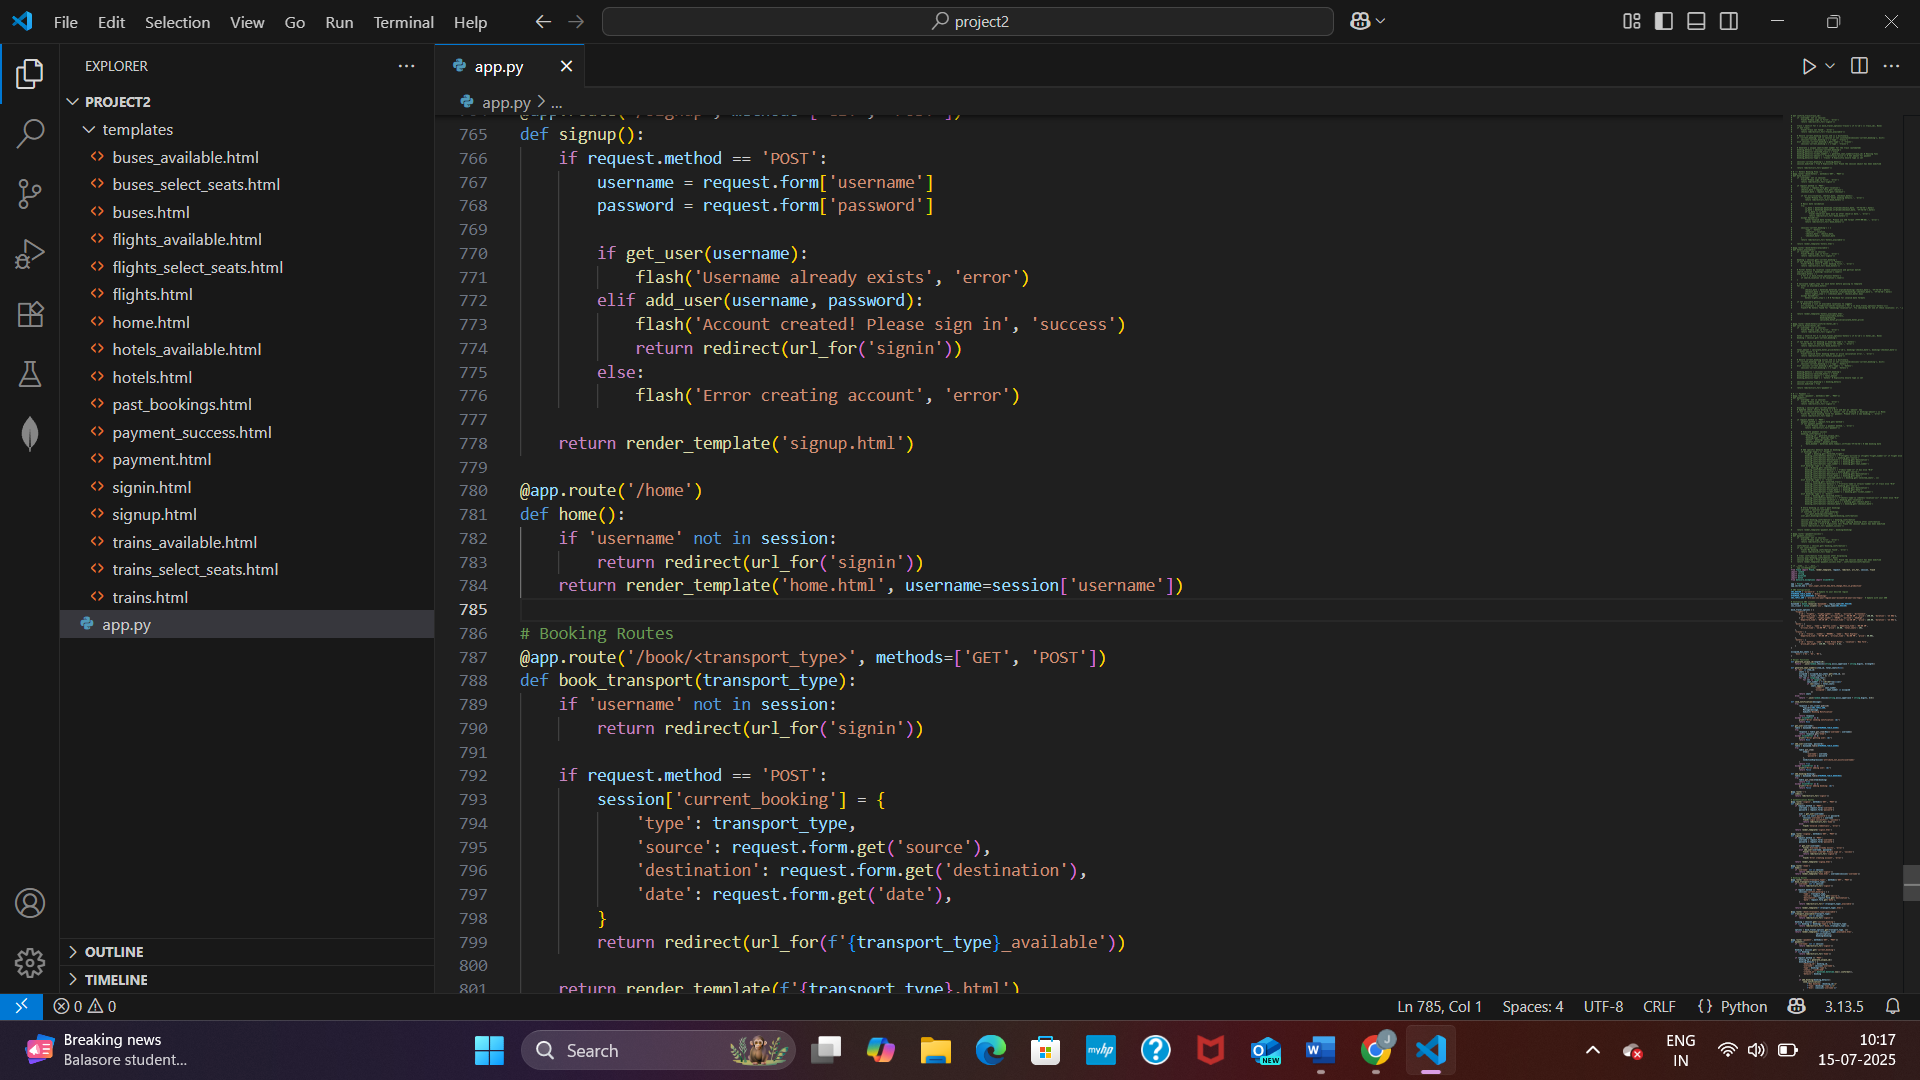 File Edit Selection View Go Run Terminal Help
project2
EXPLORER
PROJECT2
templates
buses_available.html
buses_select_seats.html
buses.html
flights_available.html
flights_select_seats.html
flights.html
home.html
hotels_available.html
hotels.html
past_bookings.html
payment_success.html
payment.html
signin.html
signup.html
trains_available.html
trains_select_seats.html
trains.html
app.py
OUTLINE
TIMELINE
app.py
app.py > ...
765 def signup():
766 if request.method == 'POST':
767 username = request.form['username']
768 password = request.form['password']
769
770 if get_user(username):
771 flash('Username already exists', 'error')
772 elif add_user(username, password):
773 flash('Account created! Please sign in', 'success')
774 return redirect(url_for('signin'))
775 else:
776 flash('Error creating account', 'error')
777
778 return render_template('signup.html')
779
780 @app.route('/home')
781 def home():
782 if 'username' not in session:
783 return redirect(url_for('signin'))
784 return render_template('home.html', username=session['username'])
785
786 # Booking Routes
787 @app.route('/book/<transport_type>', methods=['GET', 'POST'])
788 def book_transport(transport_type):
789 if 'username' not in session:
790 return redirect(url_for('signin'))
791
792 if request.method == 'POST':
793 session['current_booking'] = {
794 'type': transport_type,
795 'source': request.form.get('source'),
796 'destination': request.form.get('destination'),
797 'date': request.form.get('date'),
798 }
799 return redirect(url_for(f'{transport_type}_available'))
800
801 return render_template(f'{transport_type}.html')
0 0
Ln 785, Col 1 Spaces: 4 UTF-8 CRLF {} Python 3.13.5
Breaking news
Balasore student...
Search
myhp
NEW
J
ENG
IN
10:17
15-07-2025